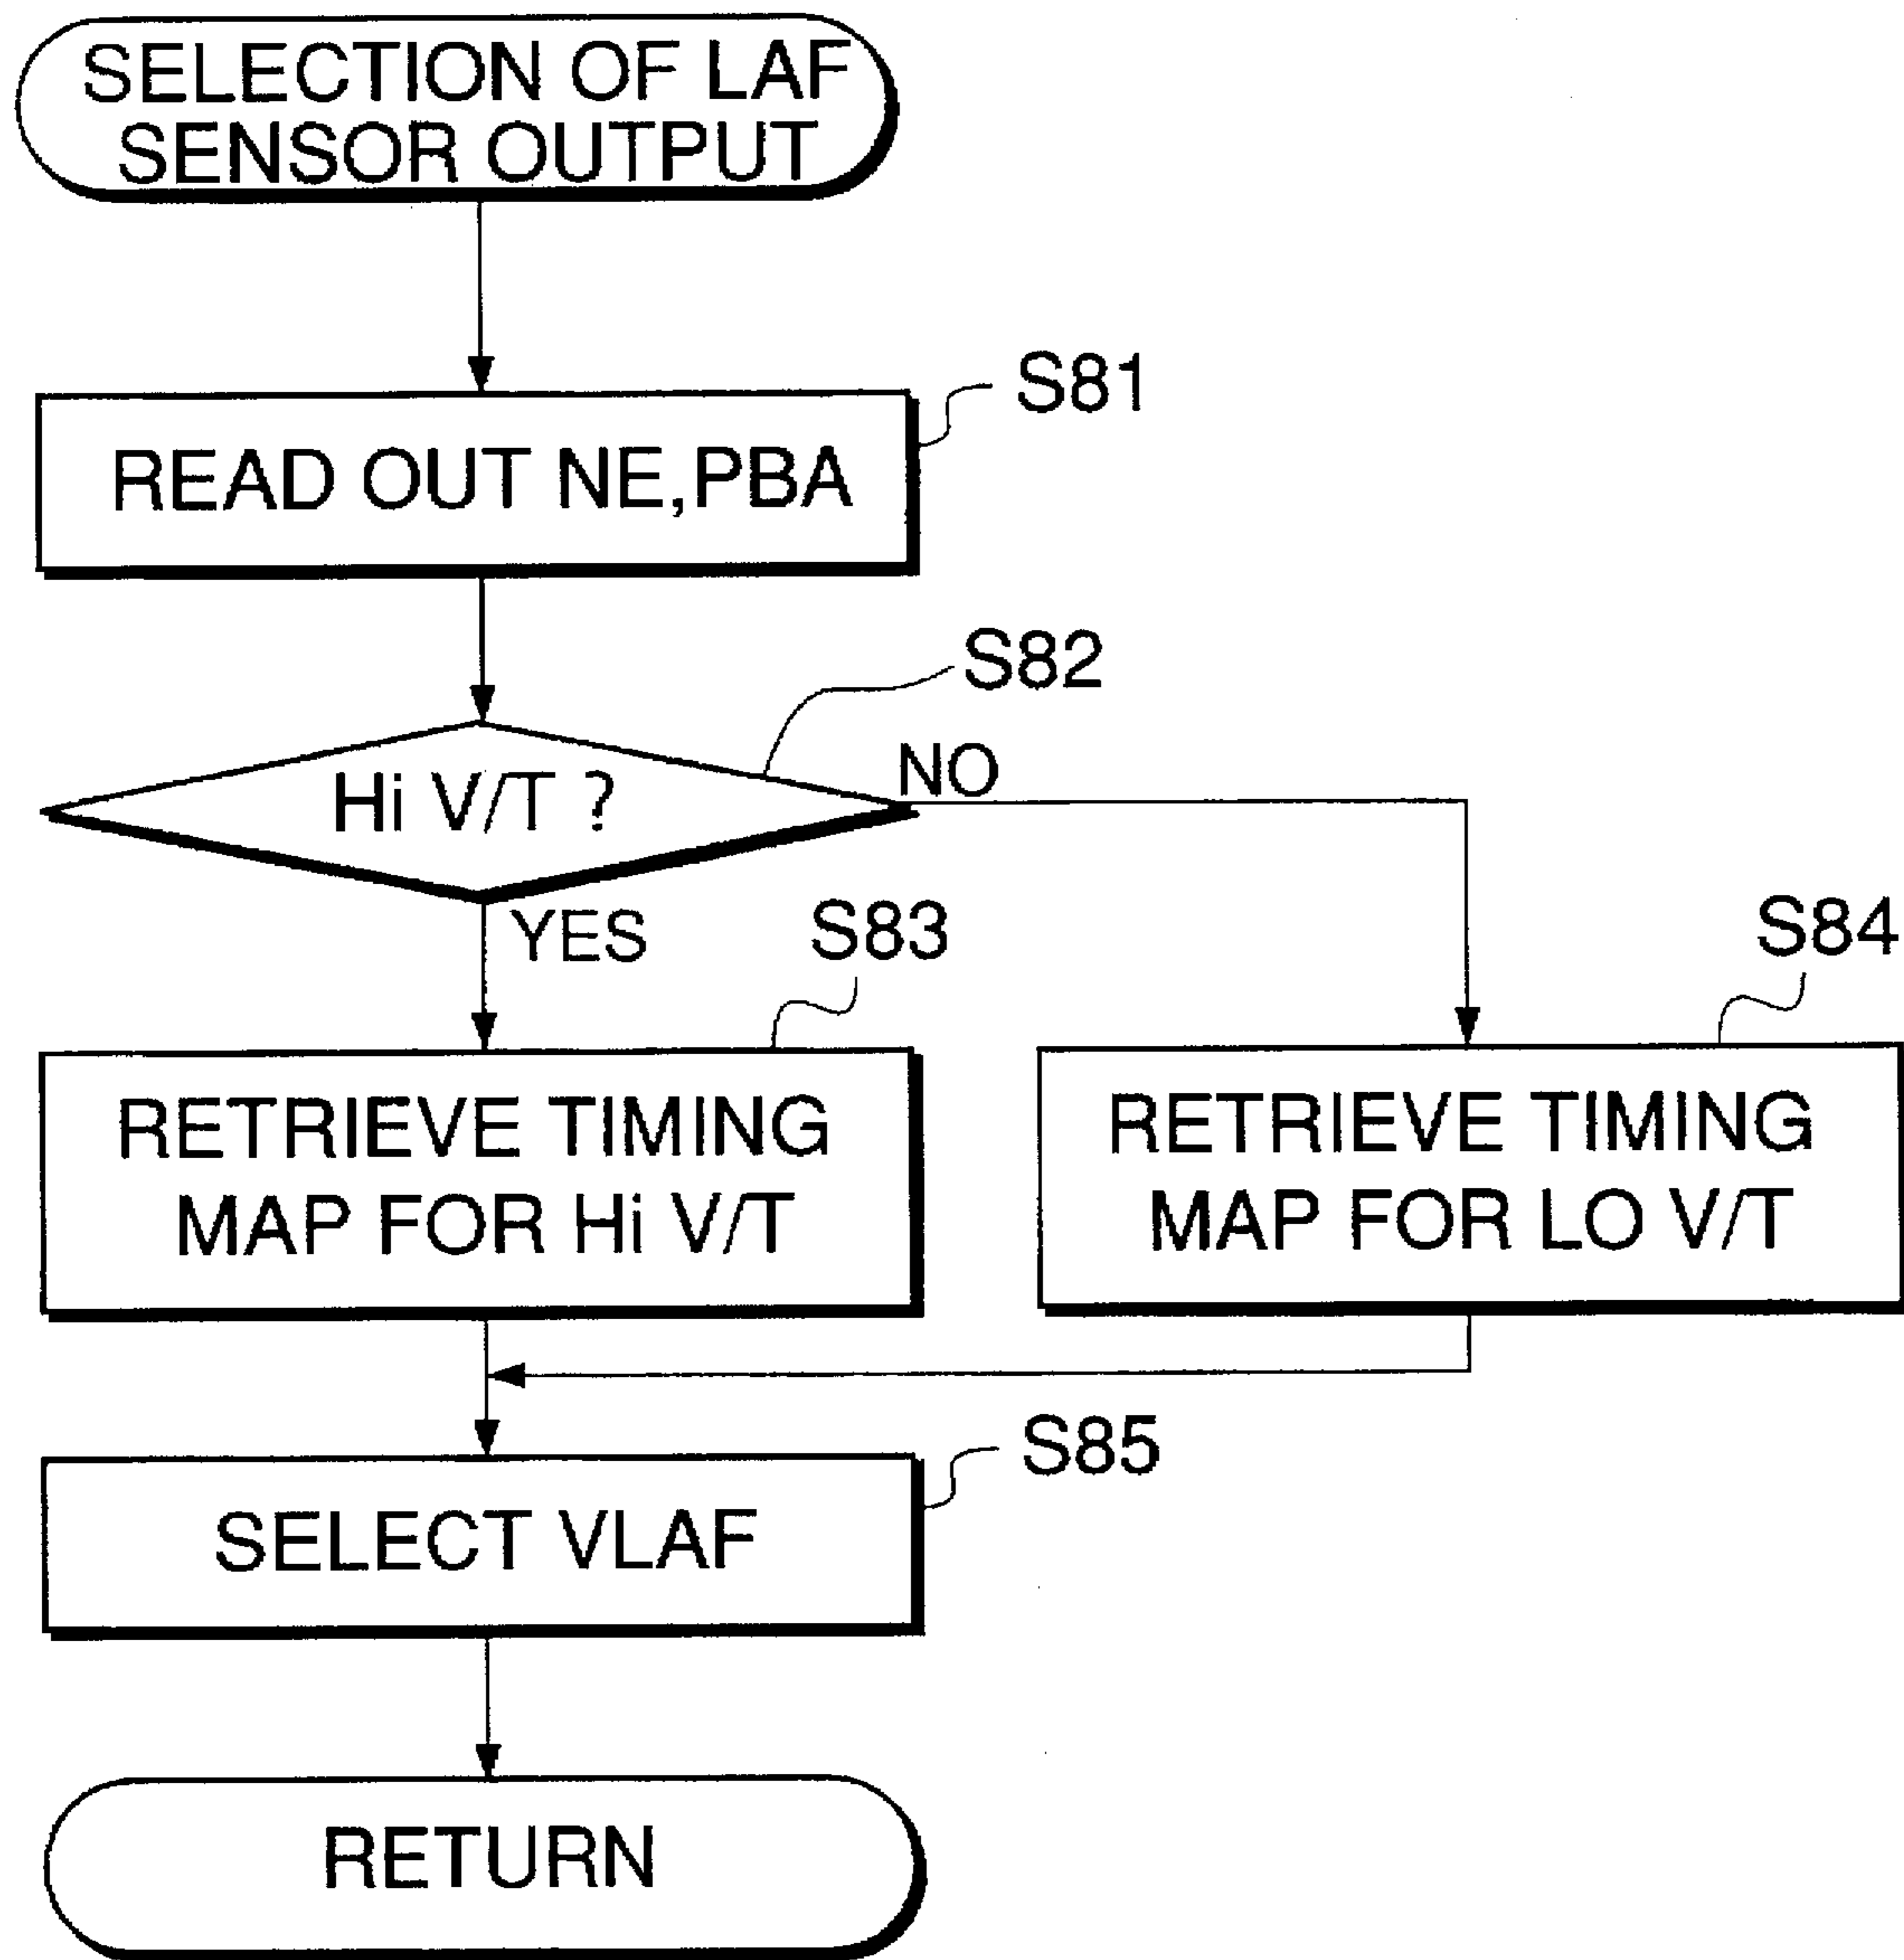 SELECTION OF LAF
SENSOR OUTPUT
S81
READ OUT NE,PBA
S82
Hi V/T ?
NO
YES
S83
S84
RETRIEVE TIMING
MAP FOR Hi V/T
RETRIEVE TIMING
MAP FOR LO V/T
S85
SELECT VLAF
RETURN